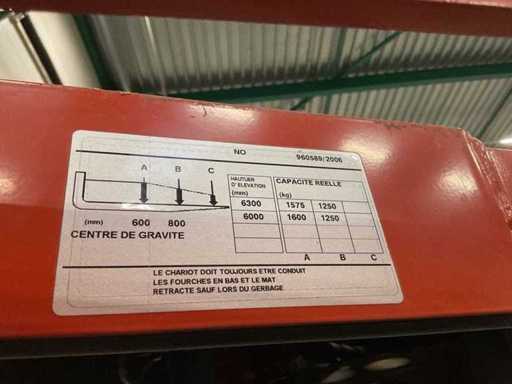 NO 960589/2006
A B C
HAUTUER D'ELEVATION (mm)
CAPACITE REELLE (kg)
6300 1575 1250
6000 1600 1250
(mm) 600 800
CENTRE DE GRAVITE
A B C
LE CHARIOT DOIT TOUJOURS ETRE CONDUIT
LES FOURCHES EN BAS ET LE MAT
RETRACTE SAUF LORS DU GERBAGE